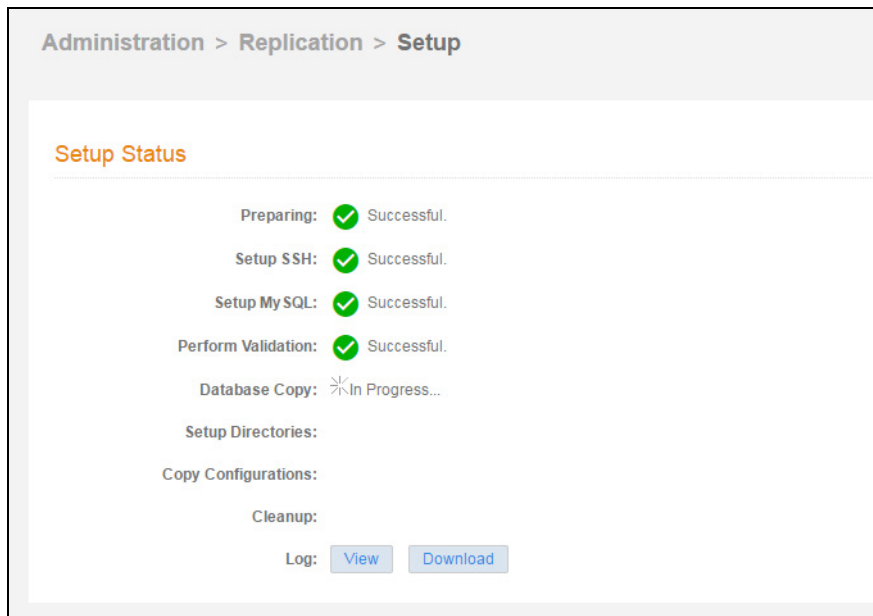 Administration > Replication > Setup
Setup Status
Preparing: Successful.
Setup SSH: Successful.
Setup MySQL: Successful.
Perform Validation: Successful.
Database Copy: In Progress...
Setup Directories:
Copy Configurations:
Cleanup:
Log: View Download